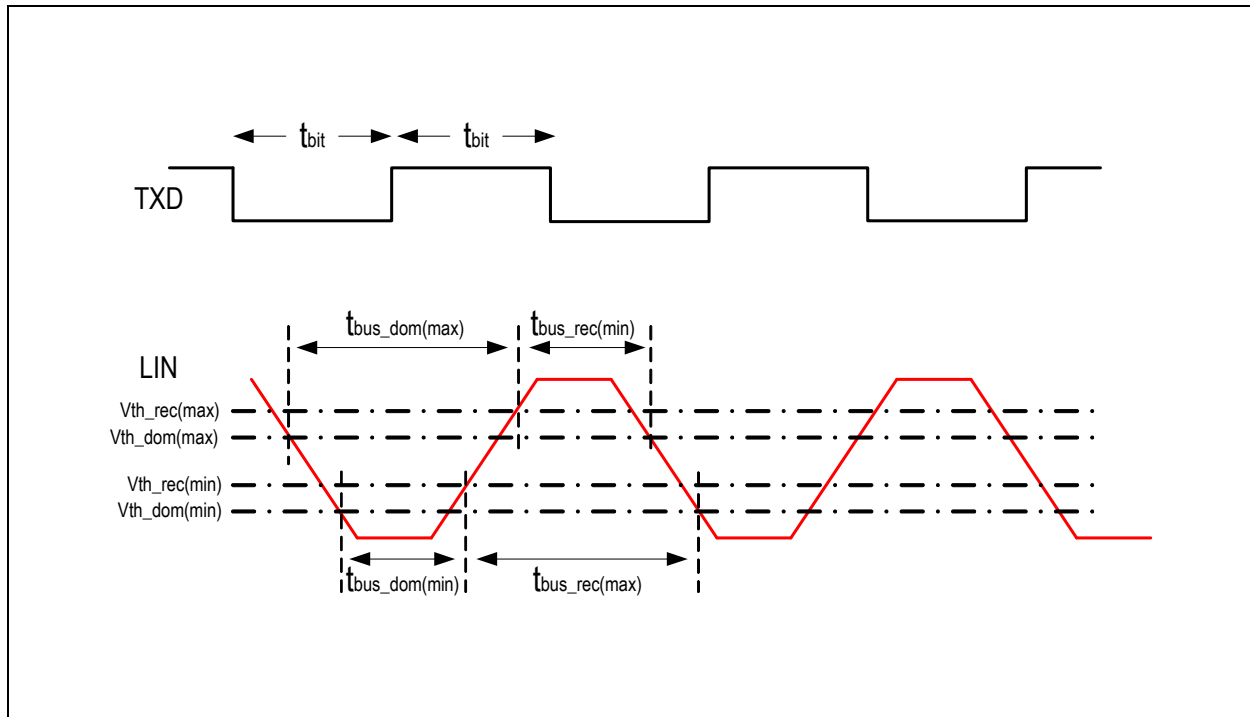 tbit tbit
TXD
tbus_dom(max) tbus_rec(min)
LIN
Vth_rec(max)
Vth_dom(max)
Vth_rec(min)
Vth_dom(min)
tbus_dom(min) tbus_rec(max)